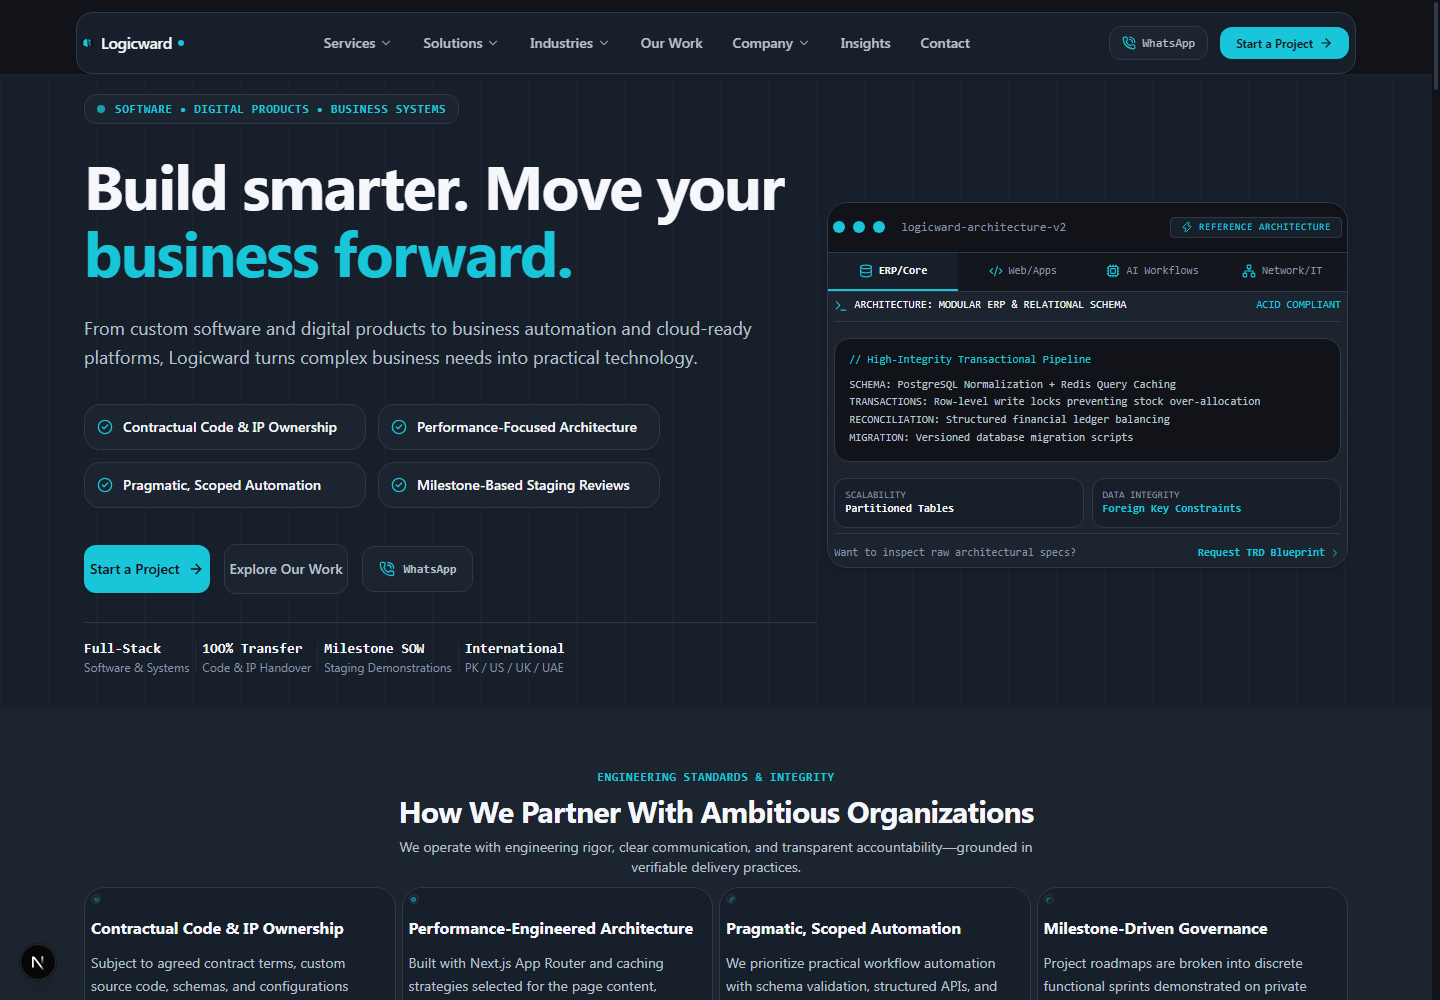 Logicward
Services
Solutions
Industries
Our Work
Company
Insights
Contact
WhatsApp
Start a Project
SOFTWARE • DIGITAL PRODUCTS • BUSINESS SYSTEMS
Build smarter. Move your
business forward.
From custom software and digital products to business automation and cloud-ready
platforms, Logicward turns complex business needs into practical technology.
Contractual Code & IP Ownership
Performance-Focused Architecture
Pragmatic, Scoped Automation
Milestone-Based Staging Reviews
Start a Project
Explore Our Work
WhatsApp
Full-Stack
Software & Systems
100% Transfer
Code & IP Handover
Milestone SOW
Staging Demonstrations
International
PK / US / UK / UAE
logicward-architecture-v2
REFERENCE ARCHITECTURE
ERP/Core
Web/Apps
AI Workflows
Network/IT
ARCHITECTURE: MODULAR ERP & RELATIONAL SCHEMA
ACID COMPLIANT
// High-Integrity Transactional Pipeline
SCHEMA: PostgreSQL Normalization + Redis Query Caching
TRANSACTIONS: Row-level write locks preventing stock over-allocation
RECONCILIATION: Structured financial ledger balancing
MIGRATION: Versioned database migration scripts
SCALABILITY
Partitioned Tables
DATA INTEGRITY
Foreign Key Constraints
Want to inspect raw architectural specs?
Request TRD Blueprint
ENGINEERING STANDARDS & INTEGRITY
How We Partner With Ambitious Organizations
We operate with engineering rigor, clear communication, and transparent accountability—grounded in
verifiable delivery practices.
Contractual Code & IP Ownership
Subject to agreed contract terms, custom
source code, schemas, and configurations
Performance-Engineered Architecture
Built with Next.js App Router and caching
strategies selected for the page content,
Pragmatic, Scoped Automation
We prioritize practical workflow automation
with schema validation, structured APIs, and
Milestone-Driven Governance
Project roadmaps are broken into discrete
functional sprints demonstrated on private
N